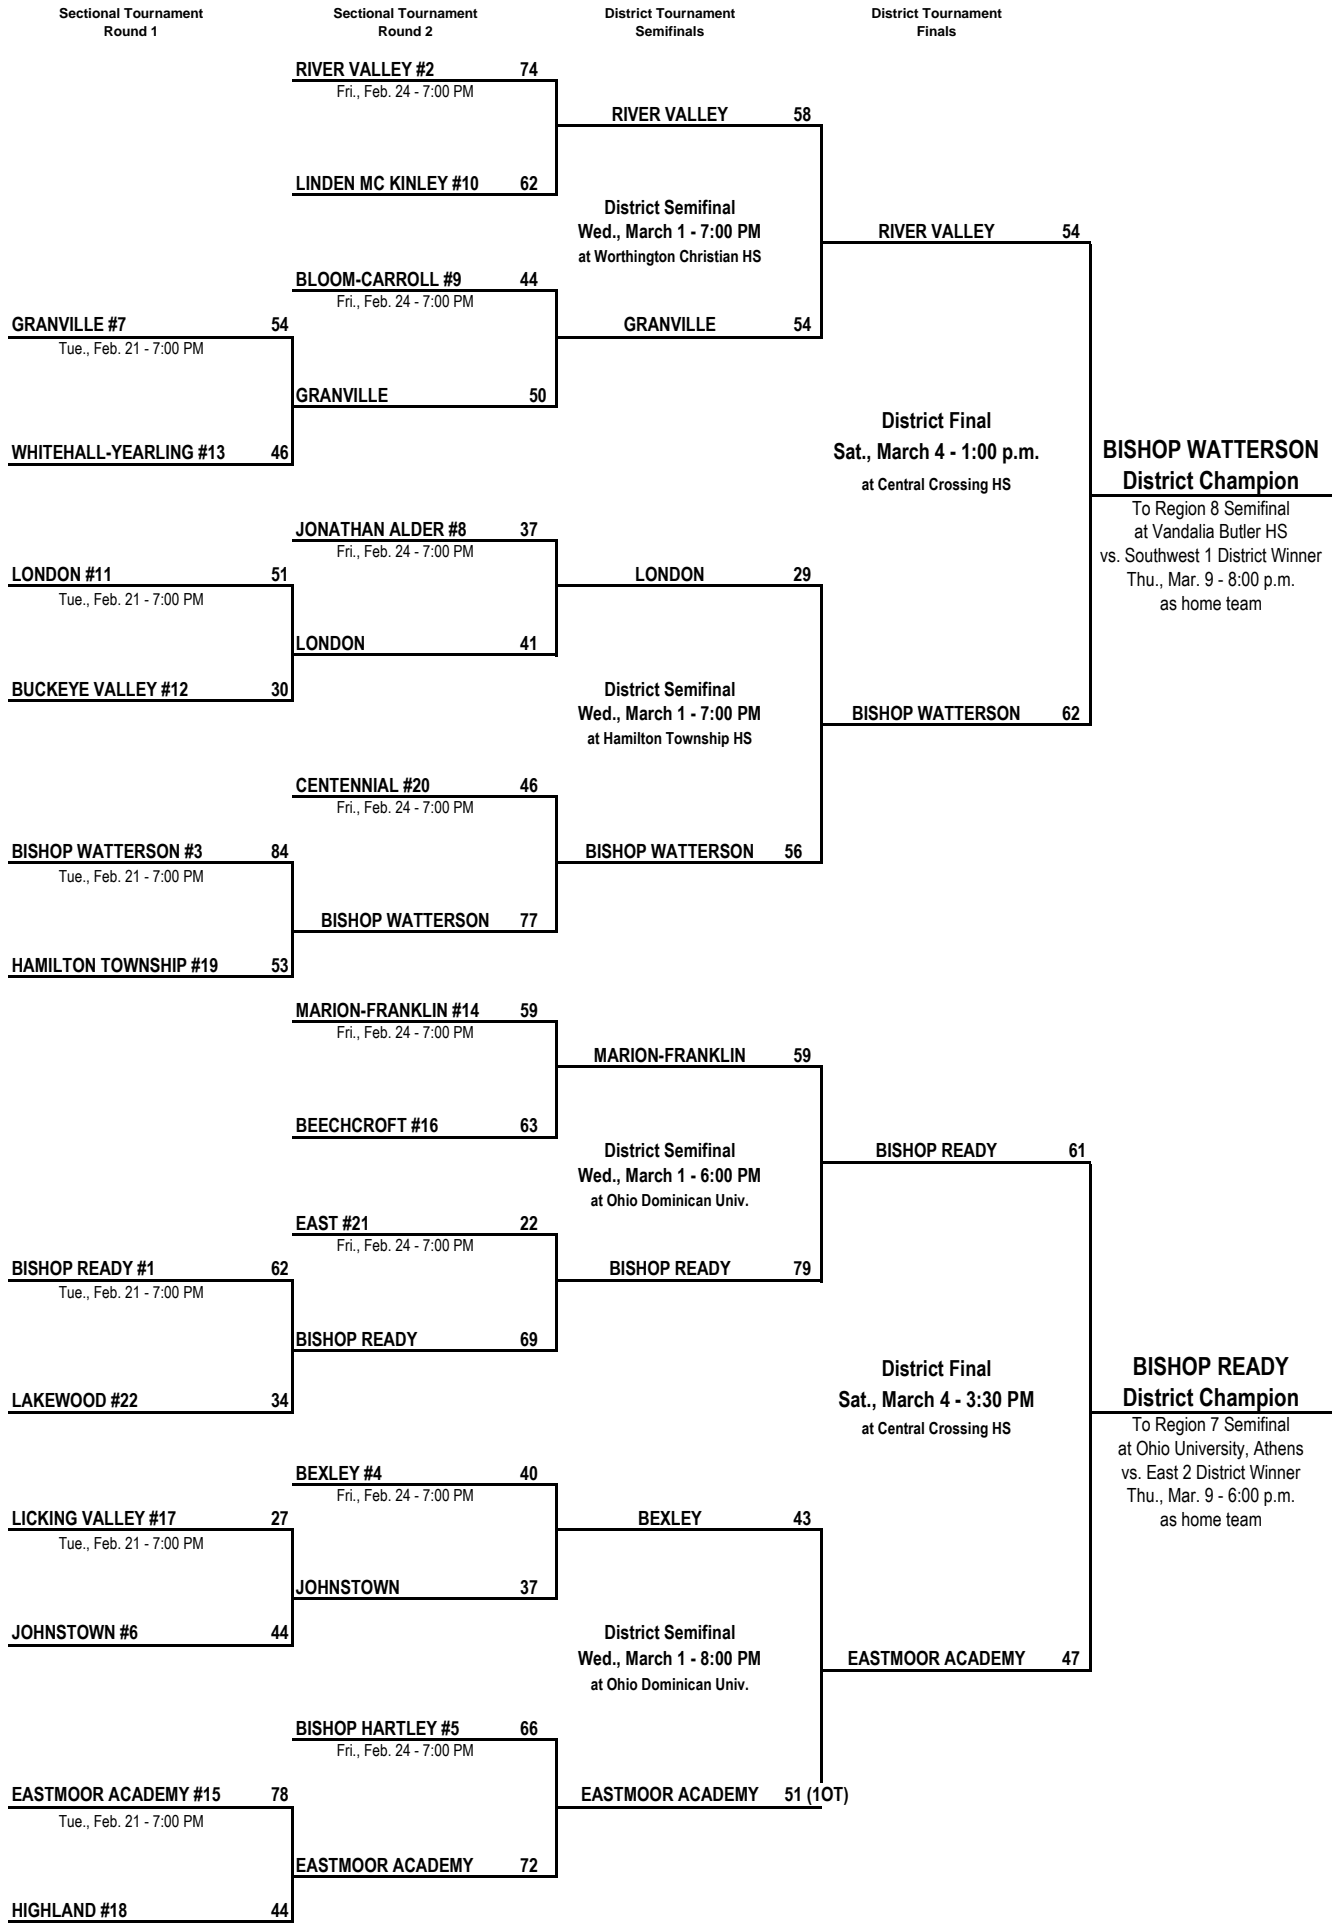 Sectional Tournament
Round 1
Sectional Tournament
Round 2
District Tournament
Semifinals
District Tournament
Finals
RIVER VALLEY #2 74
Fri., Feb. 24 - 7:00 PM
RIVER VALLEY 58
LINDEN MC KINLEY #10 62
District Semifinal
Wed., March 1 - 7:00 PM
at Worthington Christian HS
RIVER VALLEY 54
BLOOM-CARROLL #9 44
Fri., Feb. 24 - 7:00 PM
GRANVILLE #7 54
Tue., Feb. 21 - 7:00 PM
GRANVILLE 54
GRANVILLE 50
WHITEHALL-YEARLING #13 46
District Final
Sat., March 4 - 1:00 p.m.
at Central Crossing HS
BISHOP WATTERSON
District Champion
To Region 8 Semifinal
at Vandalia Butler HS
vs. Southwest 1 District Winner
Thu., Mar. 9 - 8:00 p.m.
as home team
JONATHAN ALDER #8 37
Fri., Feb. 24 - 7:00 PM
LONDON #11 51
Tue., Feb. 21 - 7:00 PM
LONDON 29
LONDON 41
BUCKEYE VALLEY #12 30
District Semifinal
Wed., March 1 - 7:00 PM
at Hamilton Township HS
BISHOP WATTERSON 62
CENTENNIAL #20 46
Fri., Feb. 24 - 7:00 PM
BISHOP WATTERSON #3 84
Tue., Feb. 21 - 7:00 PM
BISHOP WATTERSON 56
BISHOP WATTERSON 77
HAMILTON TOWNSHIP #19 53
MARION-FRANKLIN #14 59
Fri., Feb. 24 - 7:00 PM
MARION-FRANKLIN 59
BEECHCROFT #16 63
District Semifinal
Wed., March 1 - 6:00 PM
at Ohio Dominican Univ.
BISHOP READY 61
EAST #21 22
Fri., Feb. 24 - 7:00 PM
BISHOP READY #1 62
Tue., Feb. 21 - 7:00 PM
BISHOP READY 79
BISHOP READY 69
LAKEWOOD #22 34
District Final
Sat., March 4 - 3:30 PM
at Central Crossing HS
BISHOP READY
District Champion
To Region 7 Semifinal
at Ohio University, Athens
vs. East 2 District Winner
Thu., Mar. 9 - 6:00 p.m.
as home team
BEXLEY #4 40
Fri., Feb. 24 - 7:00 PM
LICKING VALLEY #17 27
Tue., Feb. 21 - 7:00 PM
BEXLEY 43
JOHNSTOWN 37
JOHNSTOWN #6 44
District Semifinal
Wed., March 1 - 8:00 PM
at Ohio Dominican Univ.
EASTMOOR ACADEMY 47
BISHOP HARTLEY #5 66
Fri., Feb. 24 - 7:00 PM
EASTMOOR ACADEMY #15 78
Tue., Feb. 21 - 7:00 PM
EASTMOOR ACADEMY 51 (1OT)
EASTMOOR ACADEMY 72
HIGHLAND #18 44